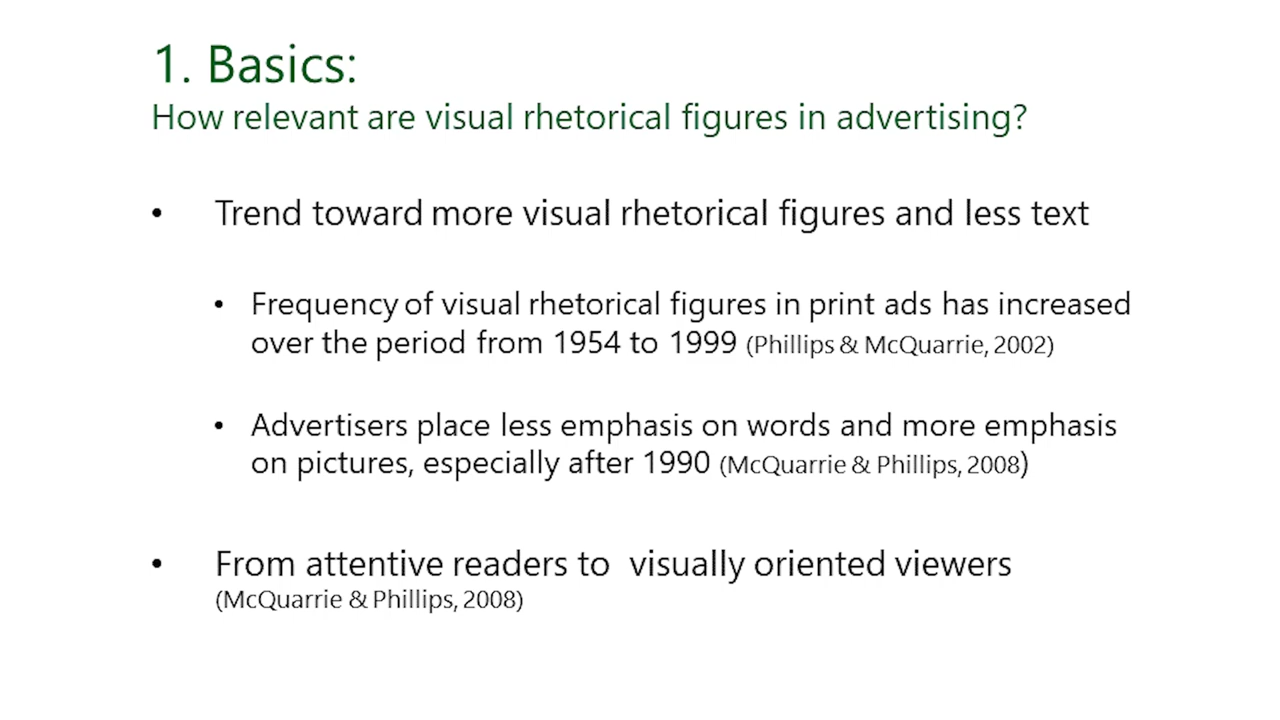 1. Basics:
How relevant are visual rhetorical figures in advertising?
• Trend toward more visual rhetorical figures and less text
• Frequency of visual rhetorical figures in print ads has increased
over the period from 1954 to 1999 (Phillips & McQuarrie, 2002)
• Advertisers place less emphasis on words and more emphasis
on pictures, especially after 1990 (McQuarrie & Phillips, 2008)
• From attentive readers to  visually oriented viewers
(McQuarrie & Phillips, 2008)